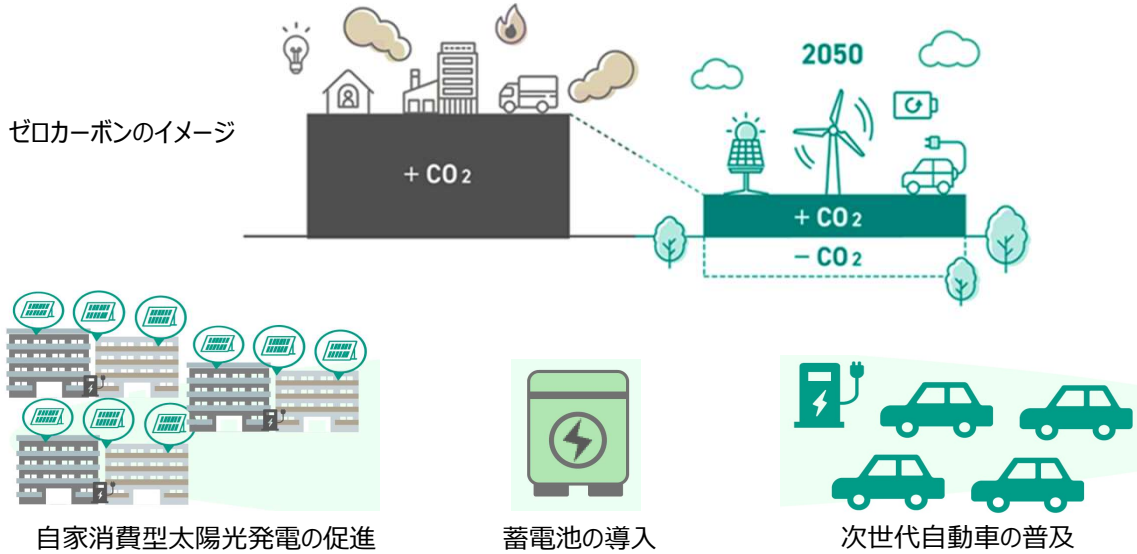 2050
ゼロカーボンのイメージ
+ CO2
+ CO2
- CO2
自家消費型太陽光発電の促進
蓄電池の導入
次世代自動車の普及